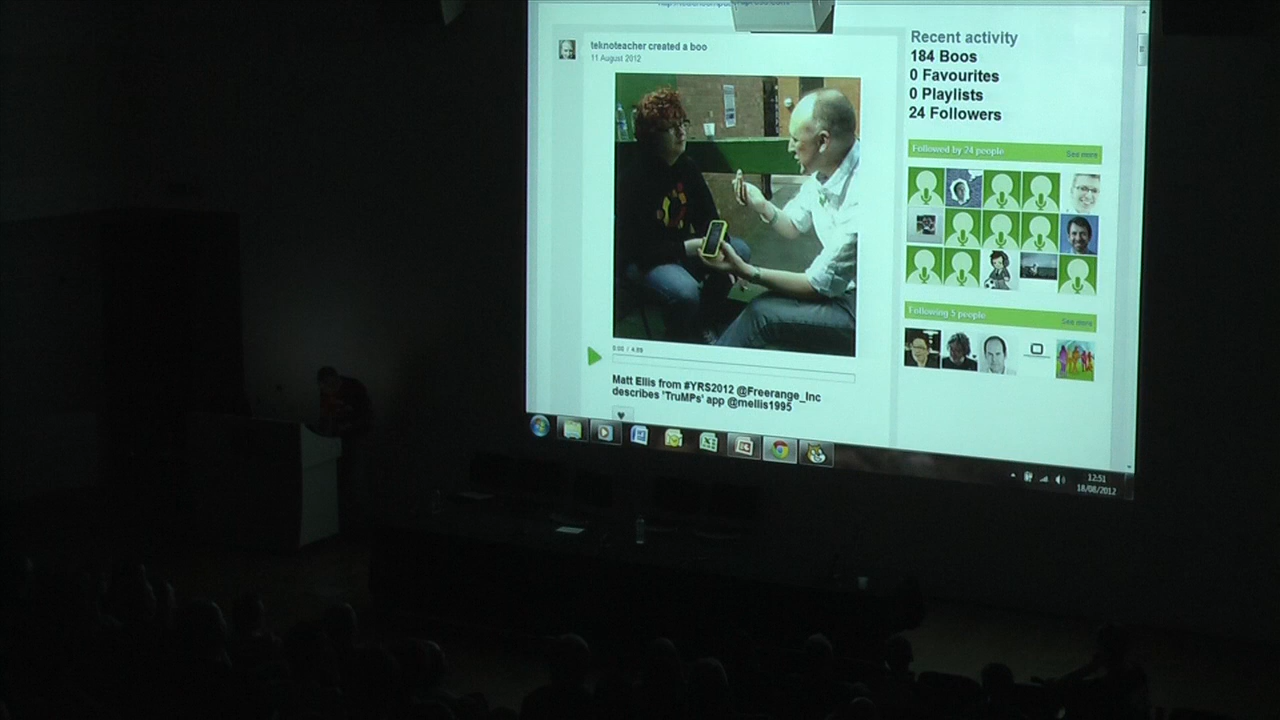 teknoteacher created a boo
11 August 2012
Recent activity
184 Boos
0 Favourites
0 Playlists
24 Followers
Followed by 24 people
See more
Following 5 people
See more
Matt Ellis from #YRS2012 @Freerange_Inc
describes 'TruMPs' app @mellis1995
12:51
18/08/2012